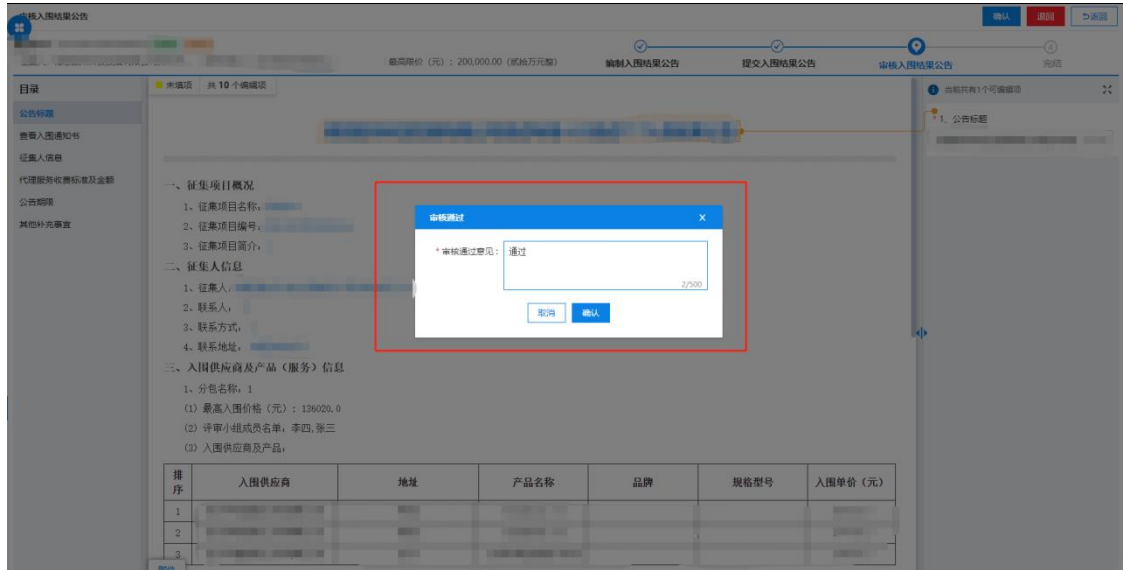 审核入围结果公告
确认
退回
返回
最高限价（元）：200,000.00（贰拾万元整）
编制入围结果公告
提交入围结果公告
审核入围结果公告
4
完结
目录
公告标题
查看入围通知书
征集人信息
代理服务收费标准及金额
公告期限
其他补充事宜
未填项 共 10 个编辑项
当前共有1个可编辑项
* 1、公告标题
一、征集项目概况
1、征集项目名称：
2、征集项目编号：
3、征集项目简介：
二、征集人信息
1、征集人：
2、联系人：
3、联系方式：
4、联系地址：
三、入围供应商及产品（服务）信息
1、分包名称：1
(1) 最高入围价格（元）: 136020.0
(2) 评审小组成员名单：李四,张三
(3) 入围供应商及产品：
审核通过
X
* 审核通过意见：
通过
2/500
取消
确认
排序 入围供应商 地址 产品名称 品牌 规格型号 入围单价（元）
1
2
3